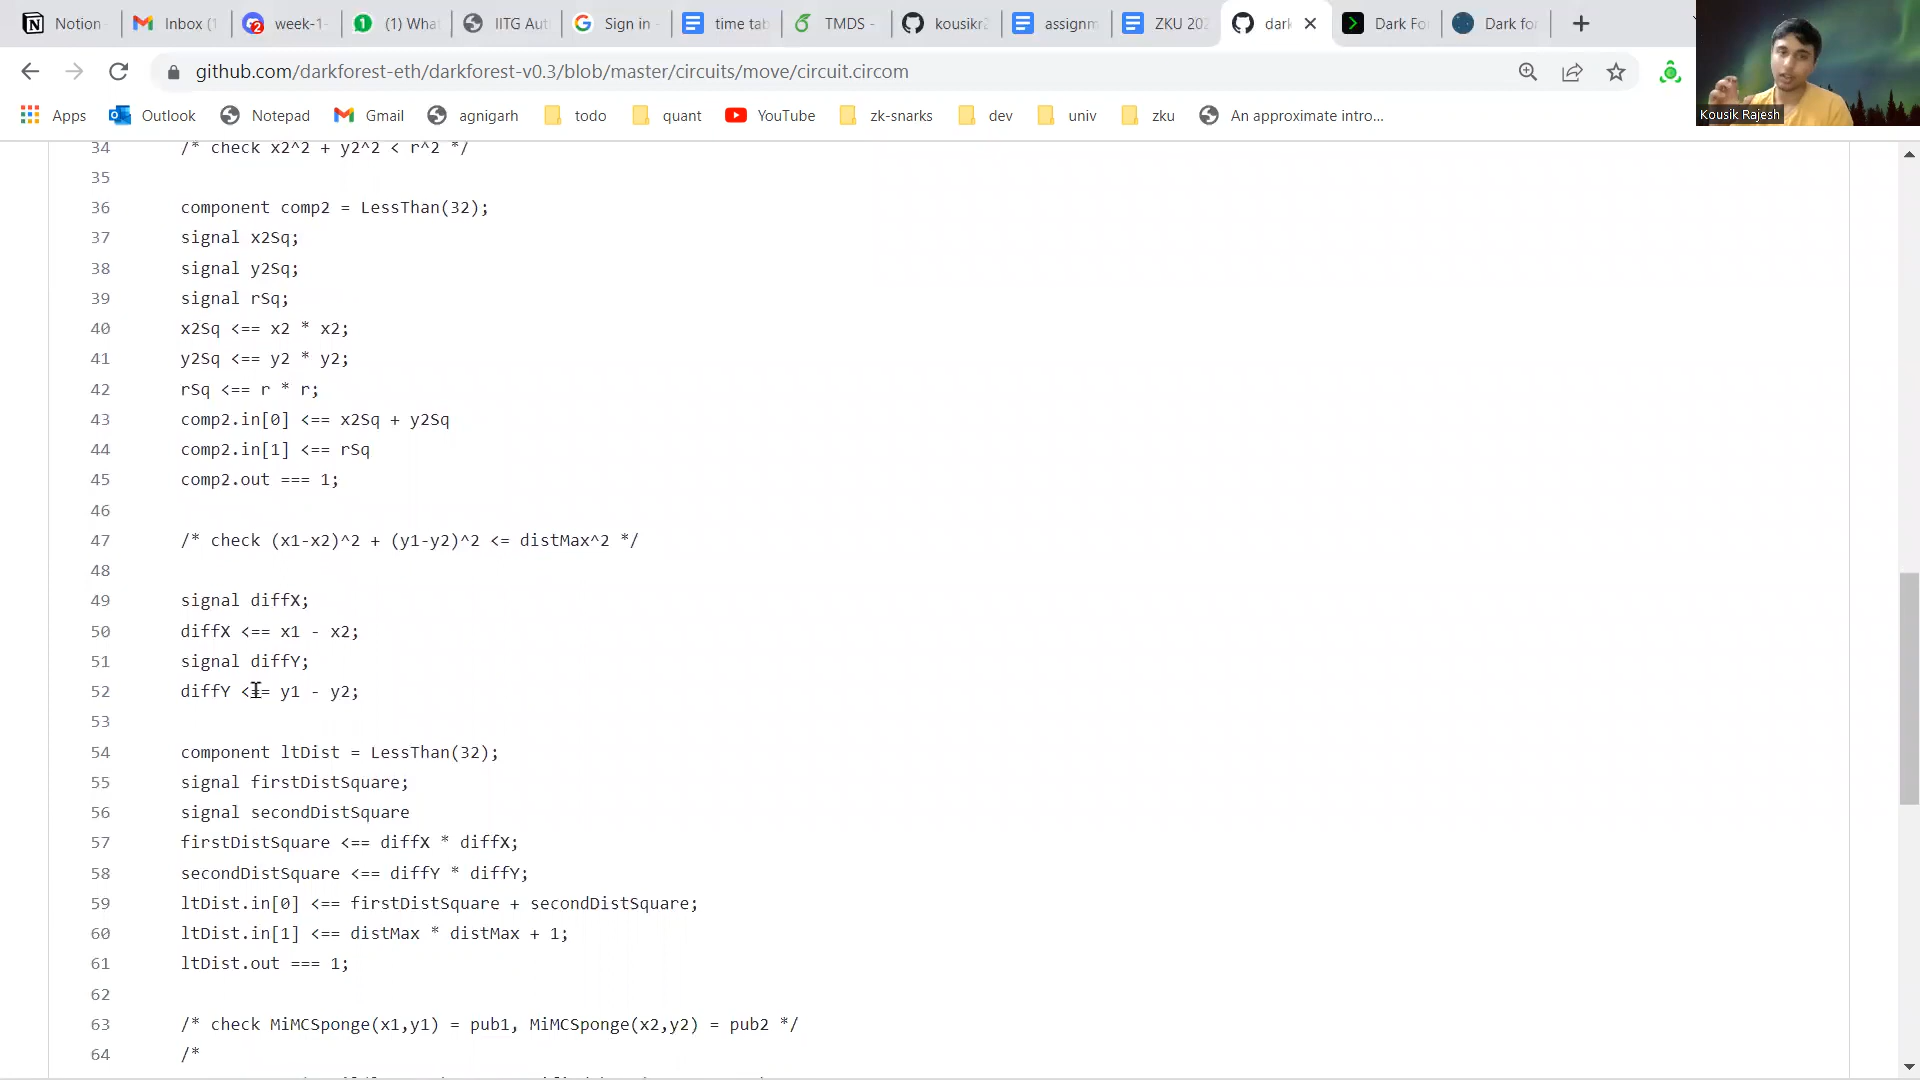 Notion
Inbox (1
week-1
(1) Wha
IITG Aut
Sign in
time tab
TMDS -
kousikr
assignm
ZKU 202
dark
Dark Fo
Dark for
github.com/darkforest-eth/darkforest-v0.3/blob/master/circuits/move/circuit.circom
Apps
Outlook
Notepad
Gmail
agnigarh
todo
quant
YouTube
zk-snarks
dev
univ
zku
An approximate intro...
Kousik Rajesh
34 /* check x2^2 + y2^2 < r^2 */
35
36 component comp2 = LessThan(32);
37 signal x2Sq;
38 signal y2Sq;
39 signal rSq;
40 x2Sq <== x2 * x2;
41 y2Sq <== y2 * y2;
42 rSq <== r * r;
43 comp2.in[0] <== x2Sq + y2Sq
44 comp2.in[1] <== rSq
45 comp2.out === 1;
46
47 /* check (x1-x2)^2 + (y1-y2)^2 <= distMax^2 */
48
49 signal diffX;
50 diffX <== x1 - x2;
51 signal diffY;
52 diffY <== y1 - y2;
53
54 component ltDist = LessThan(32);
55 signal firstDistSquare;
56 signal secondDistSquare
57 firstDistSquare <== diffX * diffX;
58 secondDistSquare <== diffY * diffY;
59 ltDist.in[0] <== firstDistSquare + secondDistSquare;
60 ltDist.in[1] <== distMax * distMax + 1;
61 ltDist.out === 1;
62
63 /* check MiMCSponge(x1,y1) = pub1, MiMCSponge(x2,y2) = pub2 */
64 /*